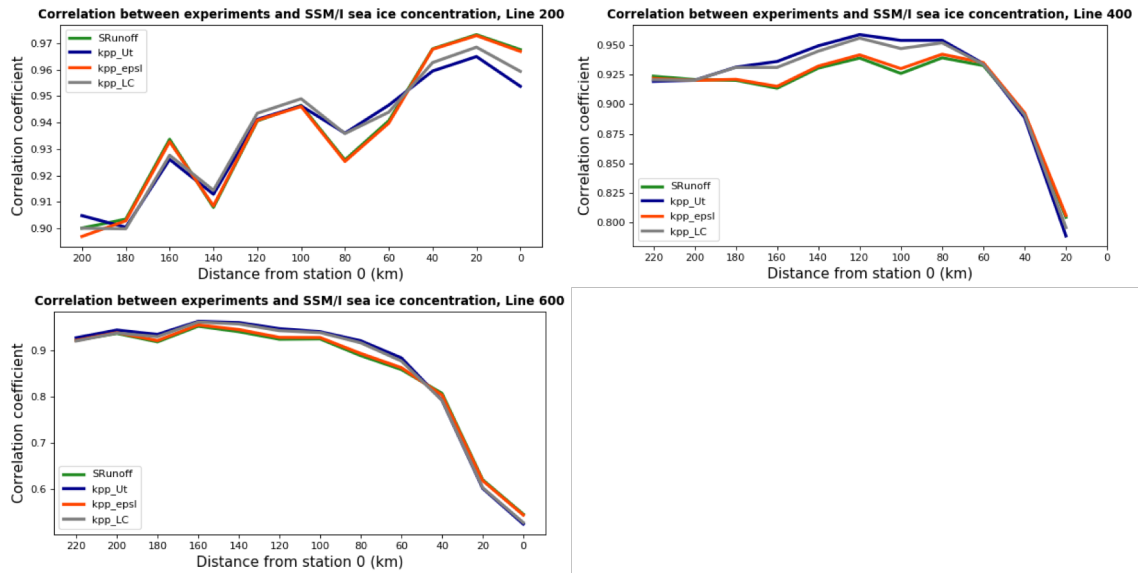 Correlation between experiments and SSM/I sea ice concentration, Line 200
Correlation coefficient
0.97
0.96
0.95
0.94
0.93
0.92
0.91
0.90
SRunoff
kpp_Ut
kpp_epsl
kpp_LC
200 180 160 140 120 100 80 60 40 20 0
Distance from station 0 (km)
Correlation between experiments and SSM/I sea ice concentration, Line 400
Correlation coefficient
0.950
0.925
0.900
0.875
0.850
0.825
0.800
SRunoff
kpp_Ut
kpp_epsl
kpp_LC
220 200 180 160 140 120 100 80 60 40 20 0
Distance from station 0 (km)
Correlation between experiments and SSM/I sea ice concentration, Line 600
Correlation coefficient
0.9
0.8
0.7
0.6
SRunoff
kpp_Ut
kpp_epsl
kpp_LC
220 200 180 160 140 120 100 80 60 40 20 0
Distance from station 0 (km)